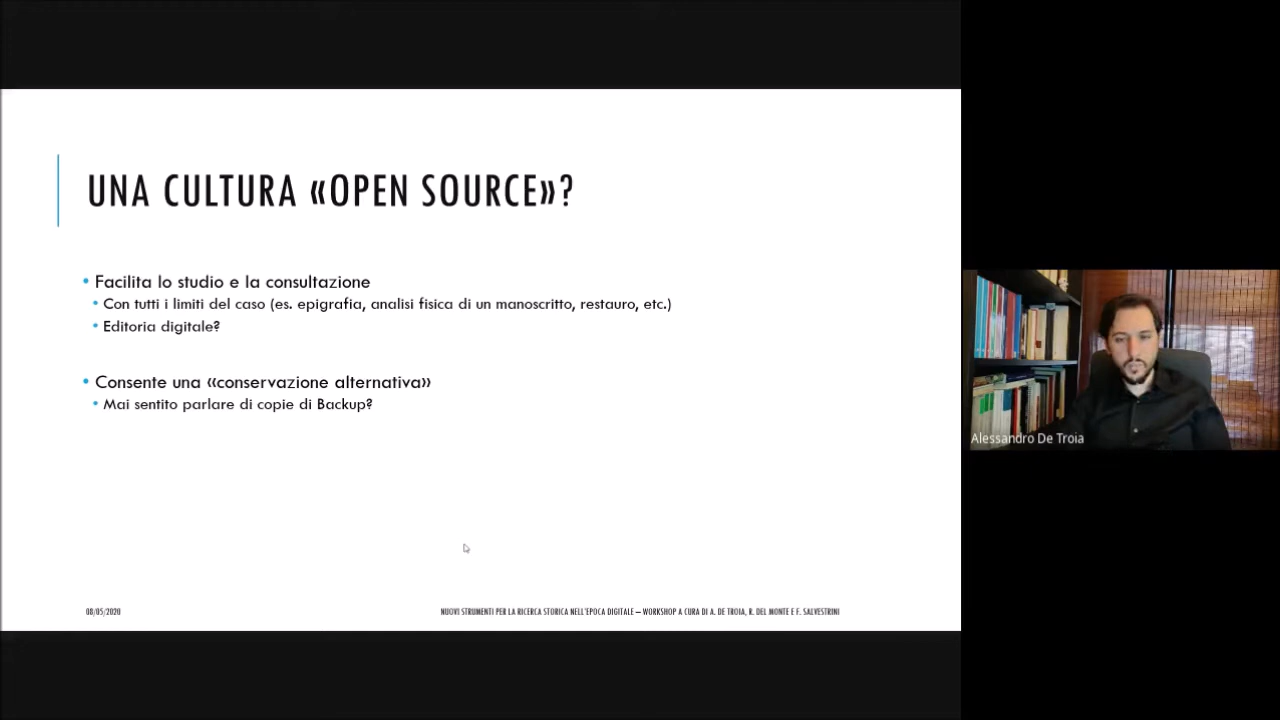 UNA CULTURA «OPEN SOURCE»?
• Facilita lo studio e la consultazione
• Con tutti i limiti del caso (es. epigrafia, analisi fisica di un manoscritto, restauro, etc.)
• Editoria digitale?
• Consente una «conservazione alternativa»
• Mai sentito parlare di copie di Backup?
08/05/2020
NUOVI STRUMENTI PER LA RICERCA STORICA NELL'EPOCA DIGITALE – WORKSHOP A CURA DI A. DE TROIA, R. DEL MONTE E F. SALVESTRINI
Alessandro De Troia